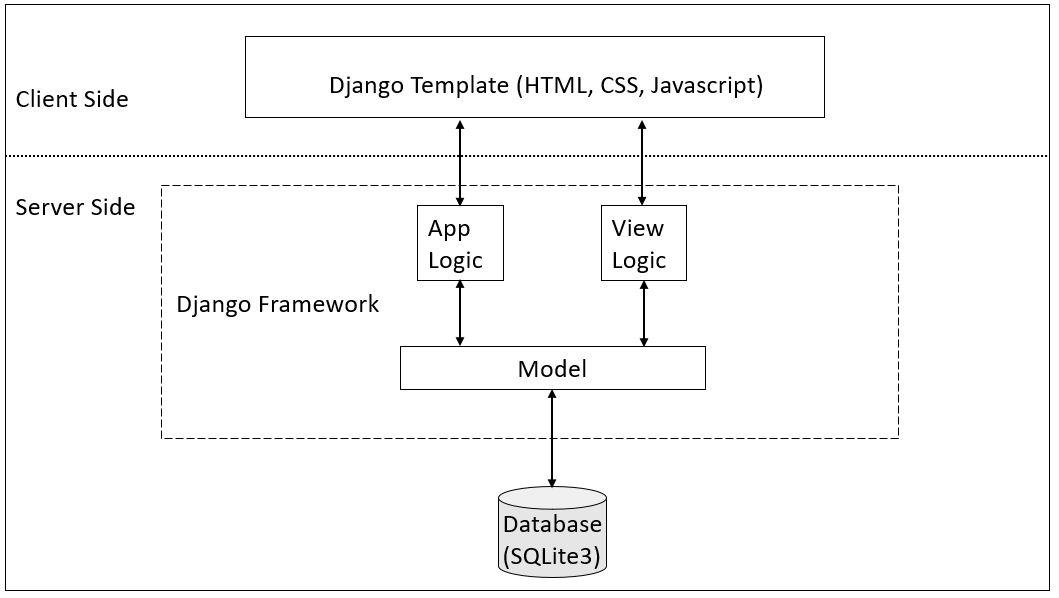 Django Template (HTML, CSS, Javascript)
Client Side
Server Side
App
Logic
View
Logic
Django Framework
Model
Database
(SQLite3)